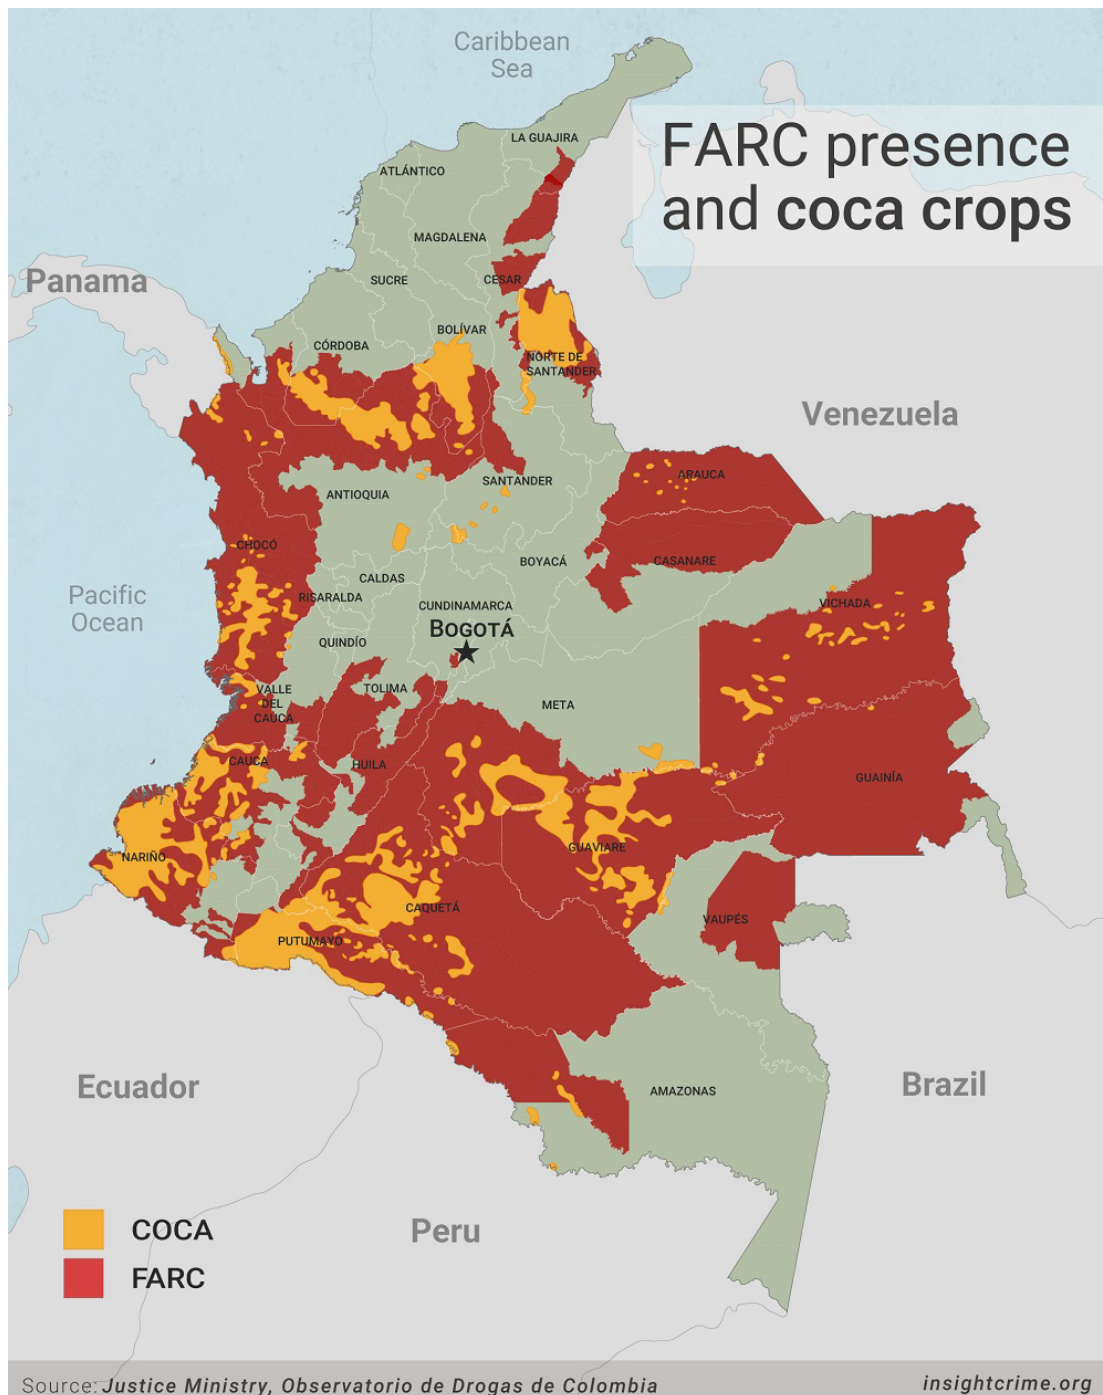 Caribbean
Sea
FARC presence
and coca crops
LA GUAJIRA
ATLÁNTICO
MAGDALENA
Panama
SUCRE
CESAR
BOLÍVAR
CÓRDOBA
NORTE DE
SANTANDER
Venezuela
ARAUCA
SANTANDER
ANTIOQUIA
CHOCÓ
CASANARE
BOYACÁ
CALDAS
Pacific
Ocean
RISARALDA
CUNDINAMARCA
VICHADA
BOGOTÁ
QUINDÍO
TOLIMA
VALLE
DEL
CAUCA
META
CAUCA
HUILA
GUAINÍA
GUAVIARE
NARIÑO
CAQUETÁ
VAUPÉS
PUTUMAYO
Ecuador
AMAZONAS
Brazil
Peru
COCA
FARC
Source: Justice Ministry, Observatorio de Drogas de Colombia
insightcrime.org